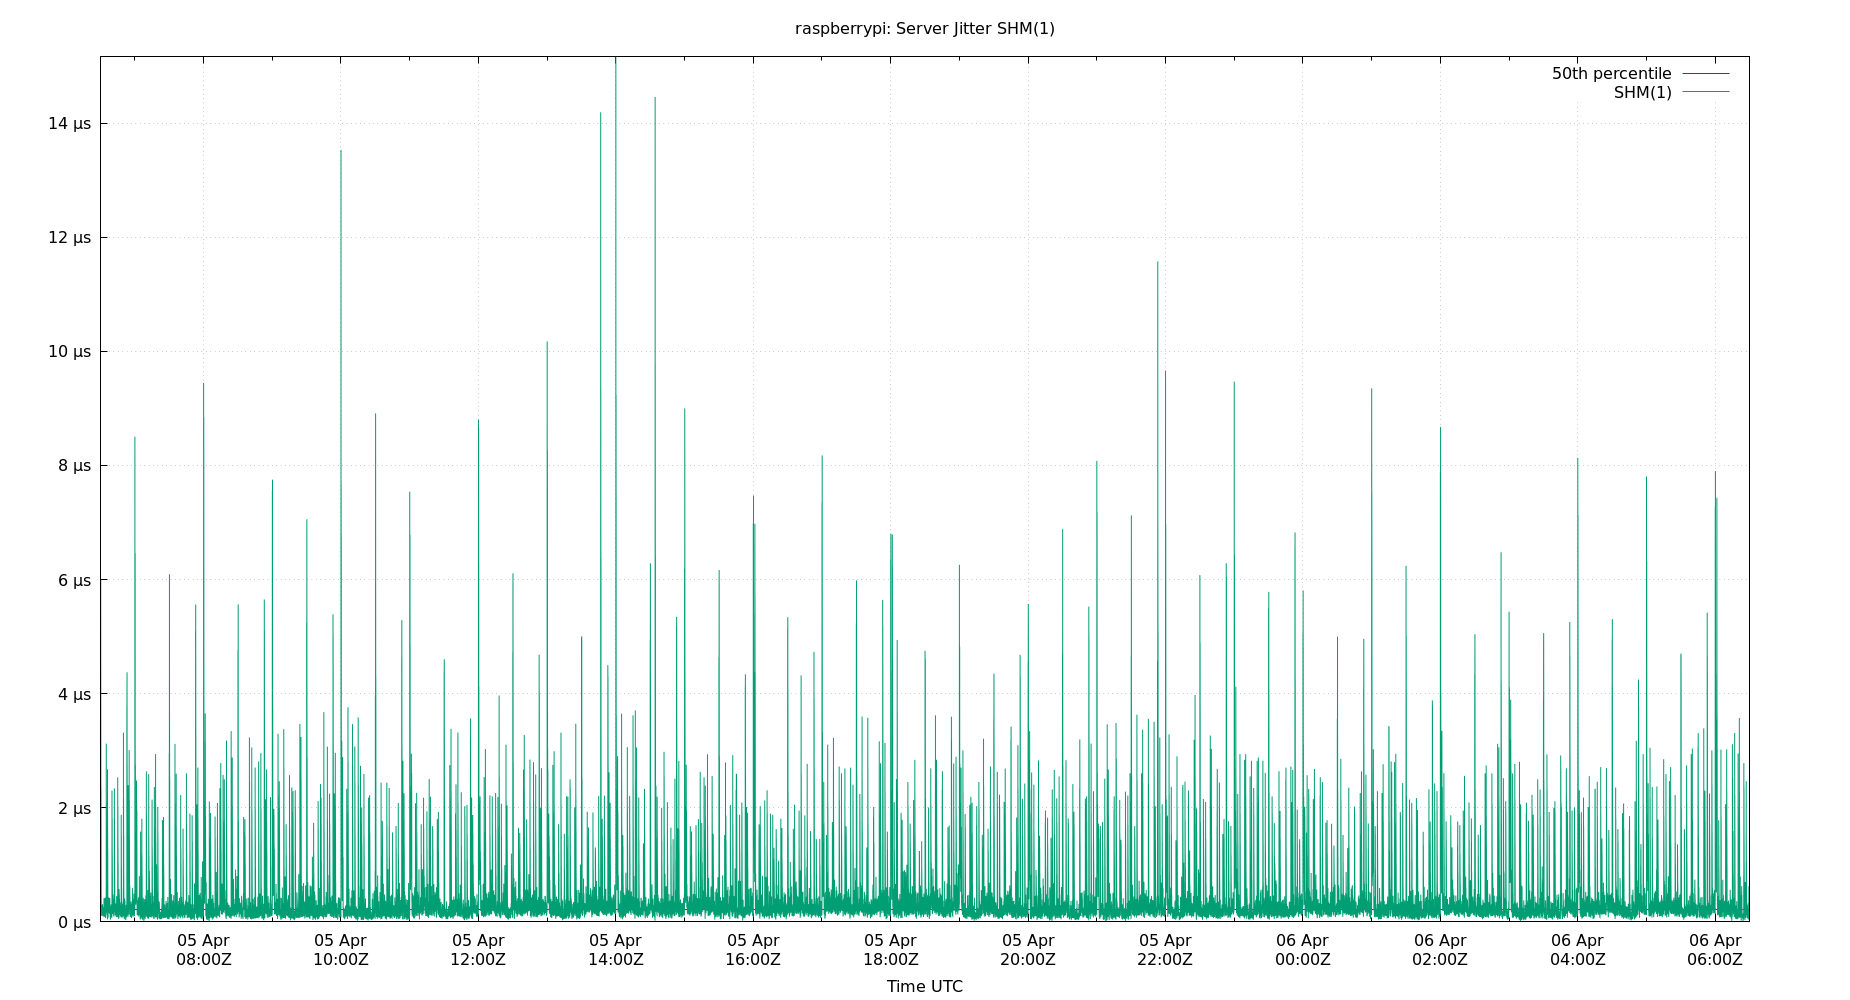 raspberrypi: Server Jitter SHM(1)
50th percentile
SHM(1)
14 µs
12 µs
10 µs
8 µs
6 µs
4 µs
2 µs
0 µs
05 Apr 05 Apr 05 Apr 05 Apr 05 Apr 05 Apr 05 Apr 05 Apr 06 Apr 06 Apr 06 Apr 06 Apr
08:00Z 10:00Z 12:00Z 14:00Z 16:00Z 18:00Z 20:00Z 22:00Z 00:00Z 02:00Z 04:00Z 06:00Z
Time UTC